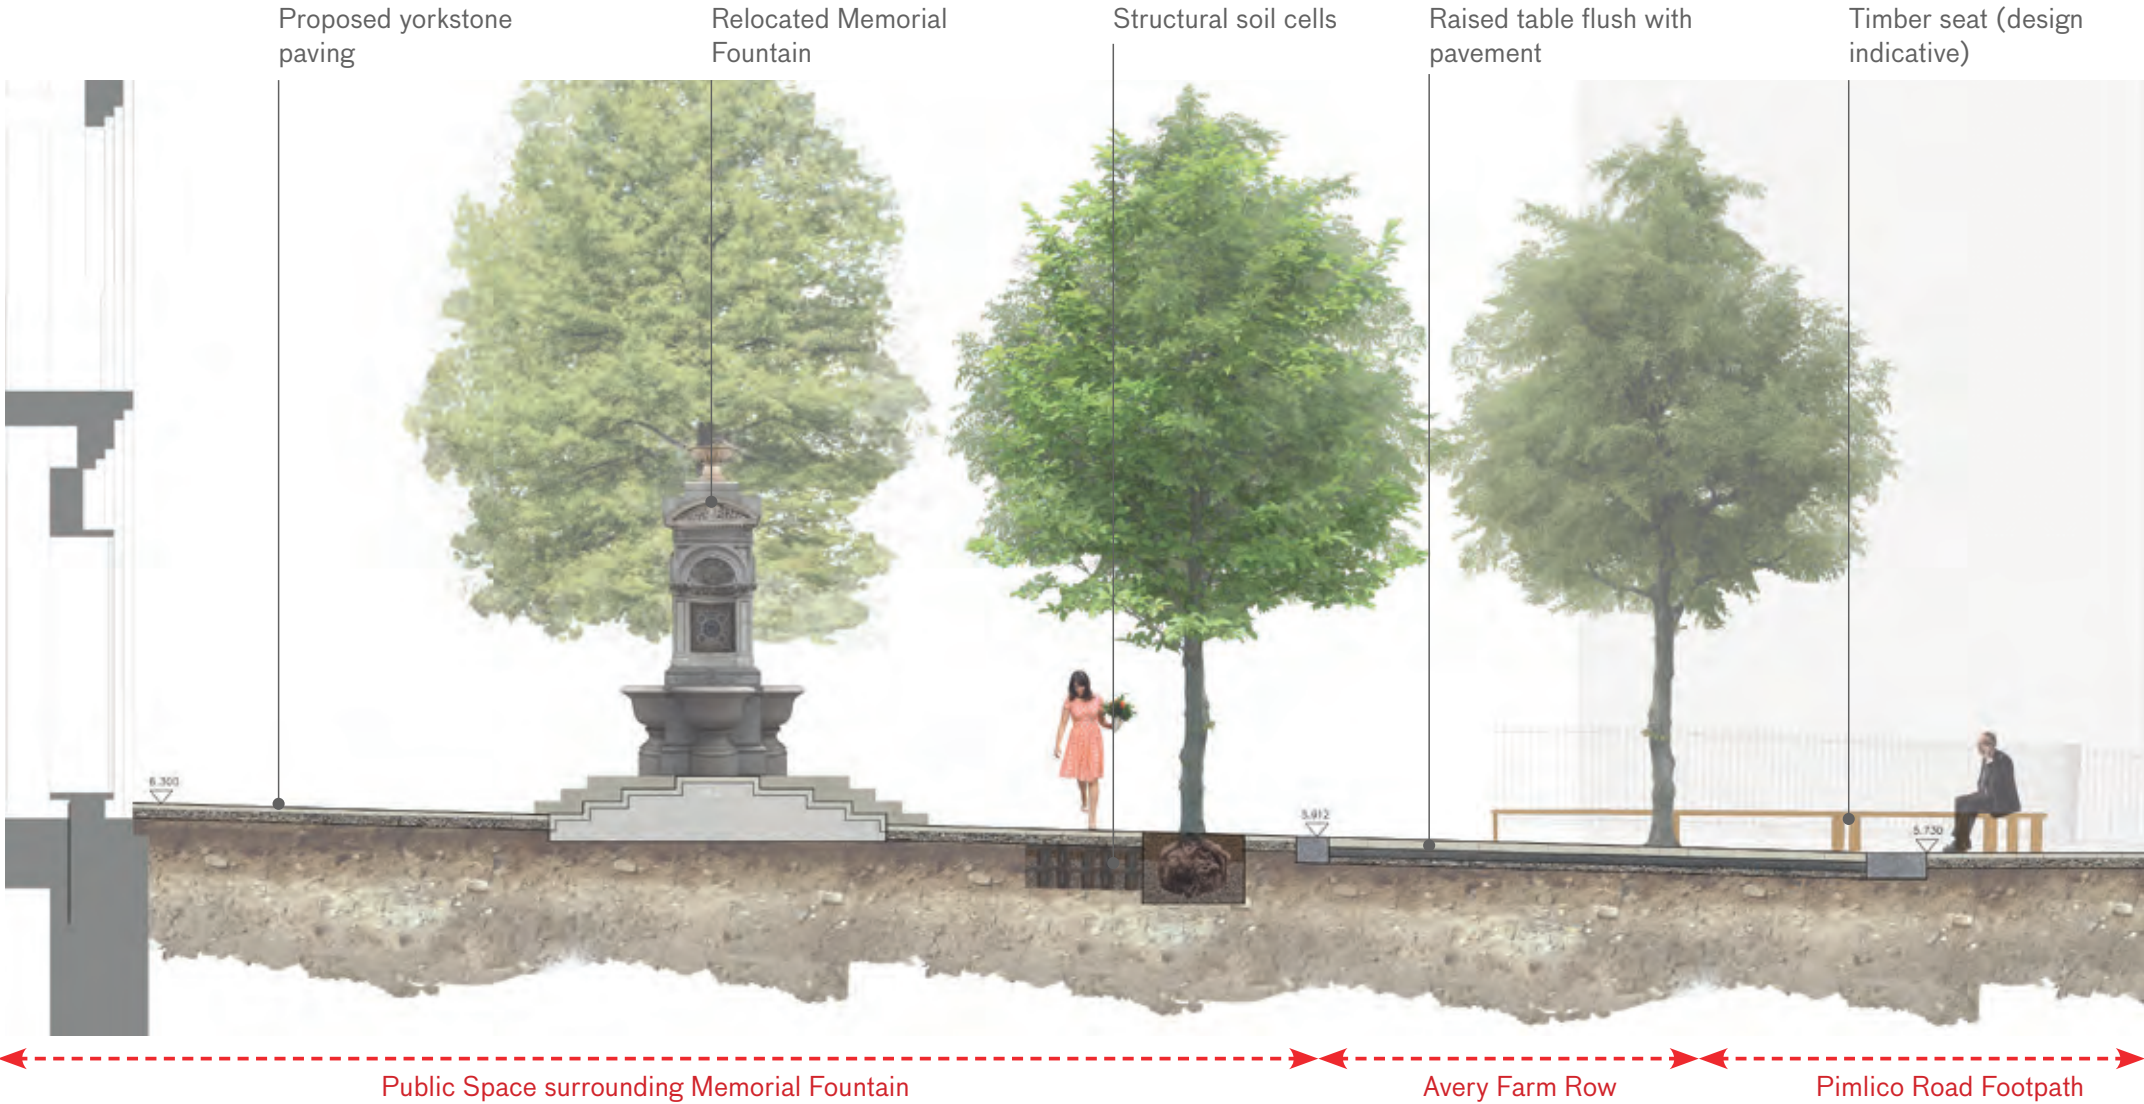 Proposed yorkstone
paving
Relocated Memorial
Fountain
Structural soil cells
Raised table flush with
pavement
Timber seat (design
indicative)
6.300
5.912
5.730
Public Space surrounding Memorial Fountain
Avery Farm Row
Pimlico Road Footpath